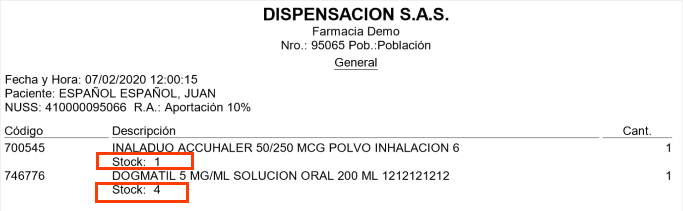 DISPENSACION S.A.S.
Farmacia Demo
Nro.: 95065 Pob.:Población
General
Fecha y Hora: 07/02/2020 12:00:15
Paciente: ESPAÑOL ESPAÑOL, JUAN
NUSS: 410000095066 R.A.: Aportación 10%
Código Descripción Cant.
700545 INALADUO ACCUHALER 50/250 MCG POLVO INHALACION 6 1
Stock: 1
746776 DOGMATIL 5 MG/ML SOLUCION ORAL 200 ML 1212121212 1
Stock: 4